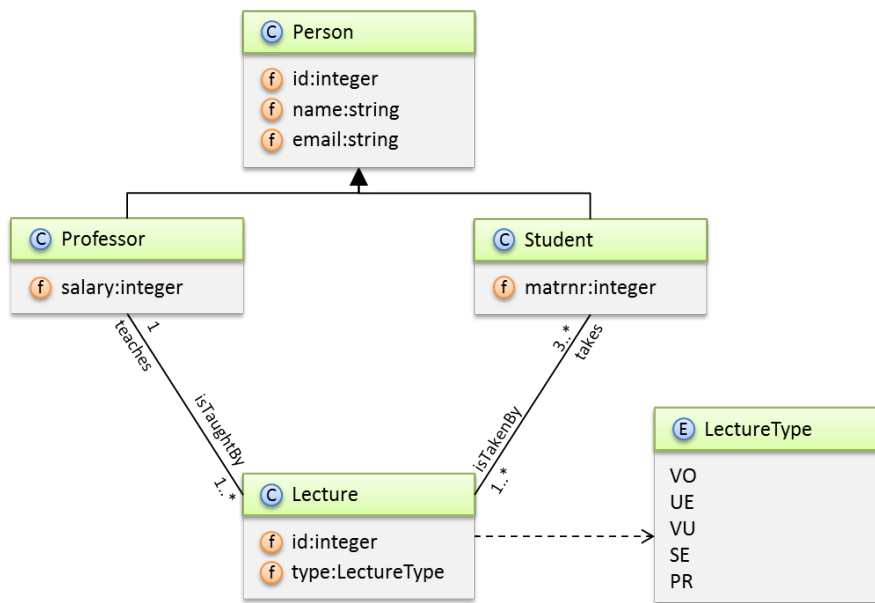 C Person
f id:integer
f name:string
f email:string
C Professor
f salary:integer
C Student
f matrnr:integer
1
teaches
3..*
takes
isTaughtBy
1..*
isTakenBy
1..*
C Lecture
f id:integer
f type:LectureType
E LectureType
VO
UE
VU
SE
PR